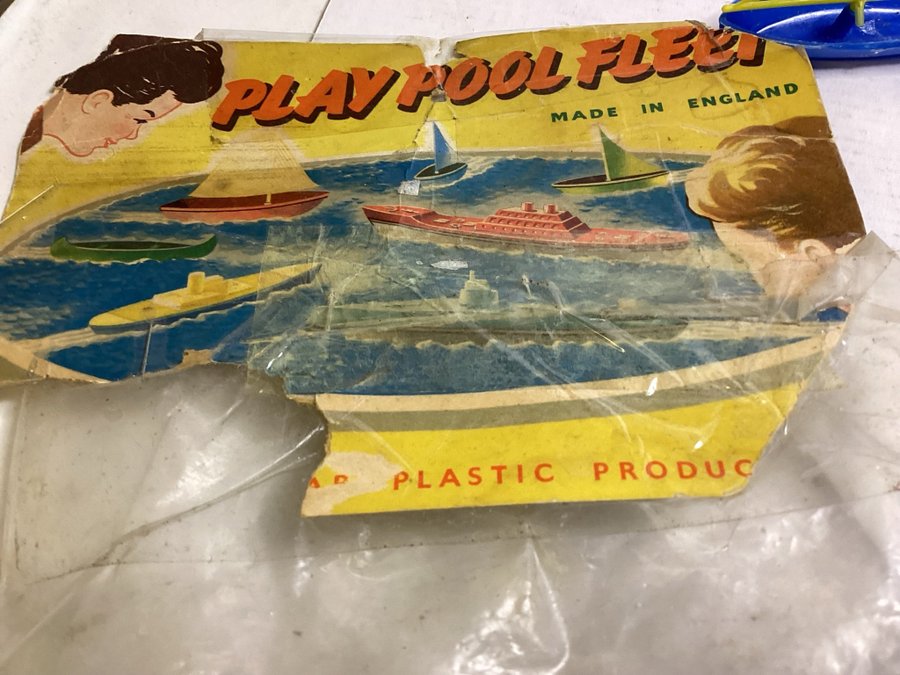 PLAY POOL FLEET
MADE IN ENGLAND
PLASTIC PRODUC